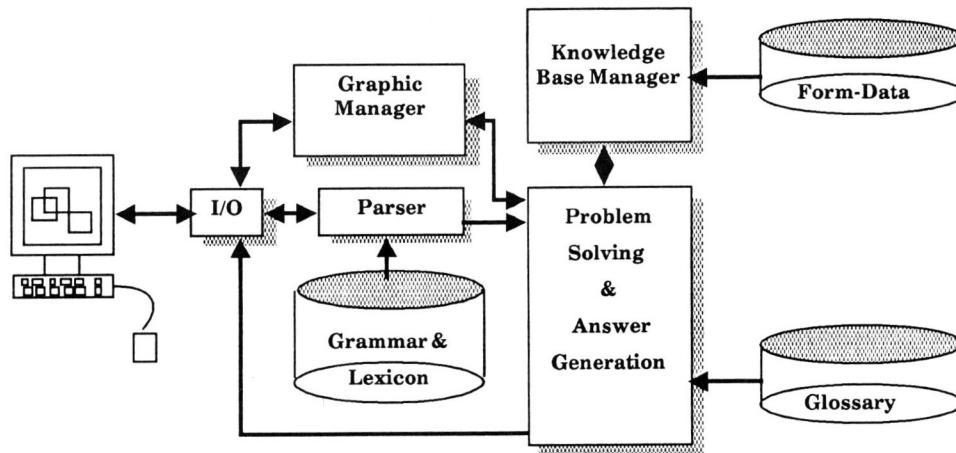 Knowledge
Base Manager
Form-Data
Graphic
Manager
I/O
Parser
Problem
Solving
&
Answer
Generation
Grammar &
Lexicon
Glossary